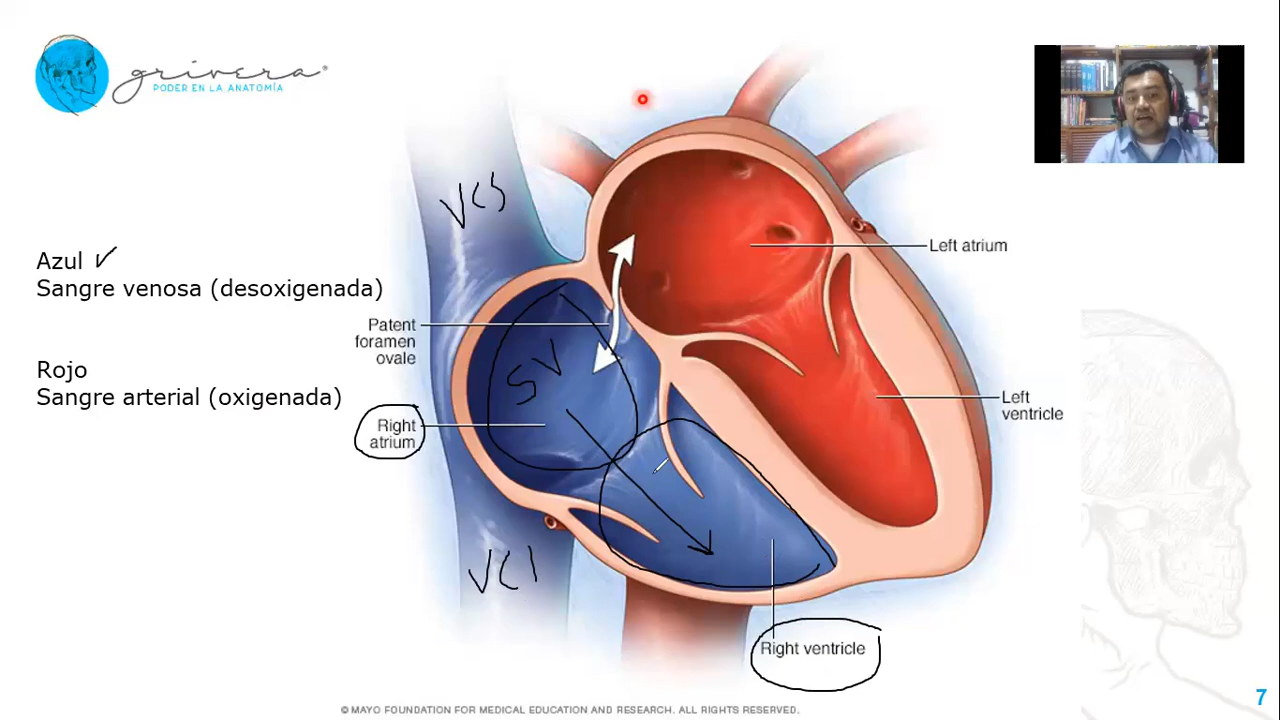 grivera®
PODER EN LA ANATOMÍA
VCS
Left atrium
Azul ✓
Sangre venosa (desoxigenada)
Patent
foramen
ovale
SV
Rojo
Sangre arterial (oxigenada)
Left
ventricle
Right
atrium
VCI
Right ventricle
© MAYO FOUNDATION FOR MEDICAL EDUCATION AND RESEARCH. ALL RIGHTS RESERVED.
7